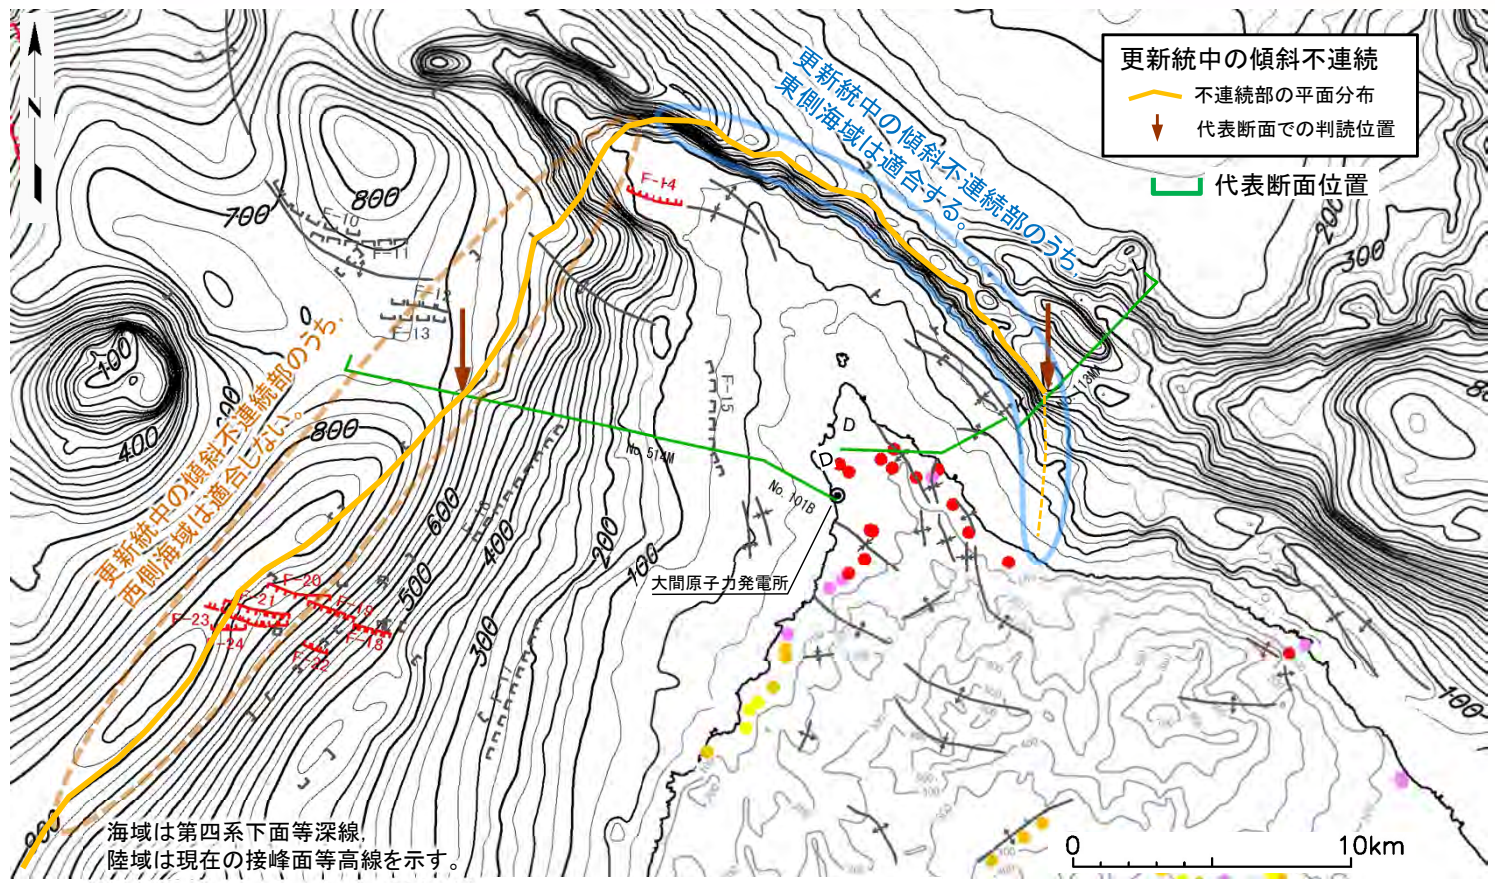 更新統中の傾斜不連続
不連続部の平面分布
代表断面での判読位置
代表断面位置
N
更新統中の傾斜不連続部のうち、
東側海域は適合する。
更新統中の傾斜不連続部のうち、
西側海域は適合しない。
F-14
700
800
F-10
F-11
F-12
F-13
0
100
400
800
F-15
No.514M
No.101B
113M
D
D
大間原子力発電所
200
300
600
500
400
300
200
100
F-16
F-17
F-20
F-21
F-19
F-23
F-18
-24
F-22
100
海域は第四系下面等深線,
陸域は現在の接峰面等高線を示す。
0
10km